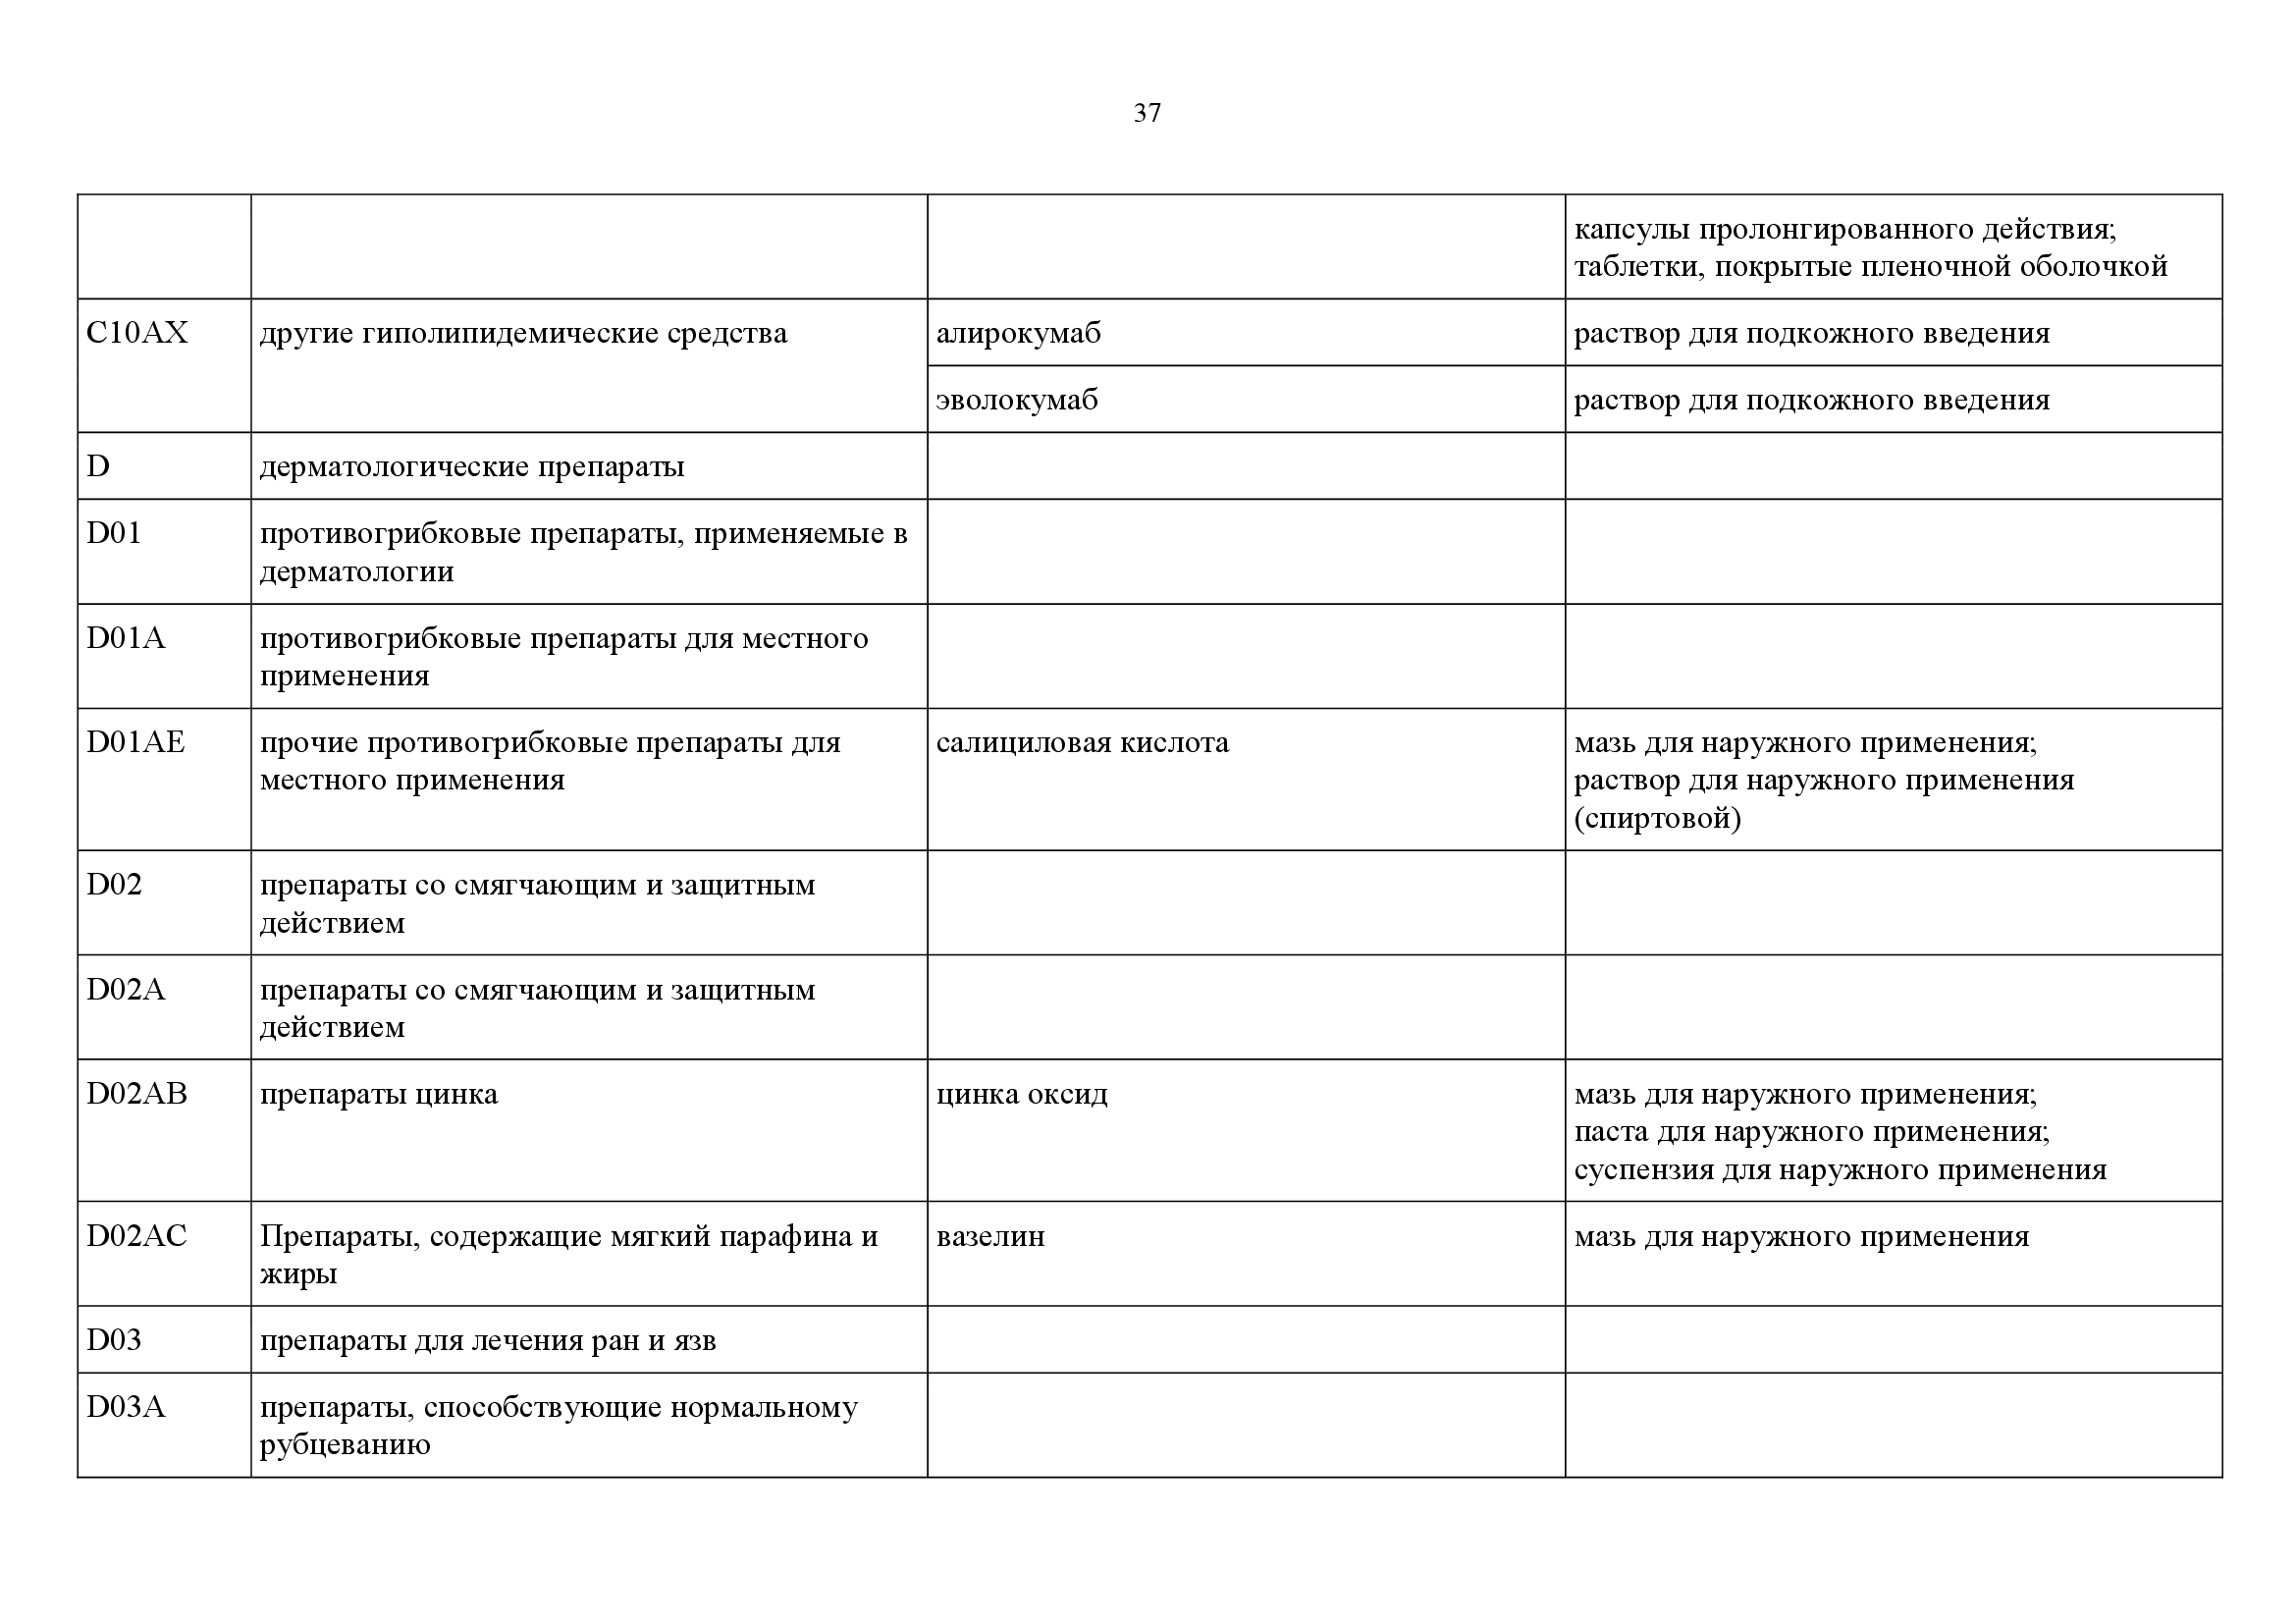 37
капсулы пролонгированного действия;
таблетки, покрытые пленочной оболочкой
C10AX другие гиполипидемические средства алирокумаб раствор для подкожного введения
эволокумаб раствор для подкожного введения
D дерматологические препараты
D01 противогрибковые препараты, применяемые в
дерматологии
D01A противогрибковые препараты для местного
применения
D01AE прочие противогрибковые препараты для салициловая кислота мазь для наружного применения;
местного применения раствор для наружного применения
(спиртовой)
D02 препараты со смягчающим и защитным
действием
D02A препараты со смягчающим и защитным
действием
D02AB препараты цинка цинка оксид мазь для наружного применения;
паста для наружного применения;
суспензия для наружного применения
D02AC Препараты, содержащие мягкий парафина и вазелин мазь для наружного применения
жиры
D03 препараты для лечения ран и язв
D03A препараты, способствующие нормальному
рубцеванию